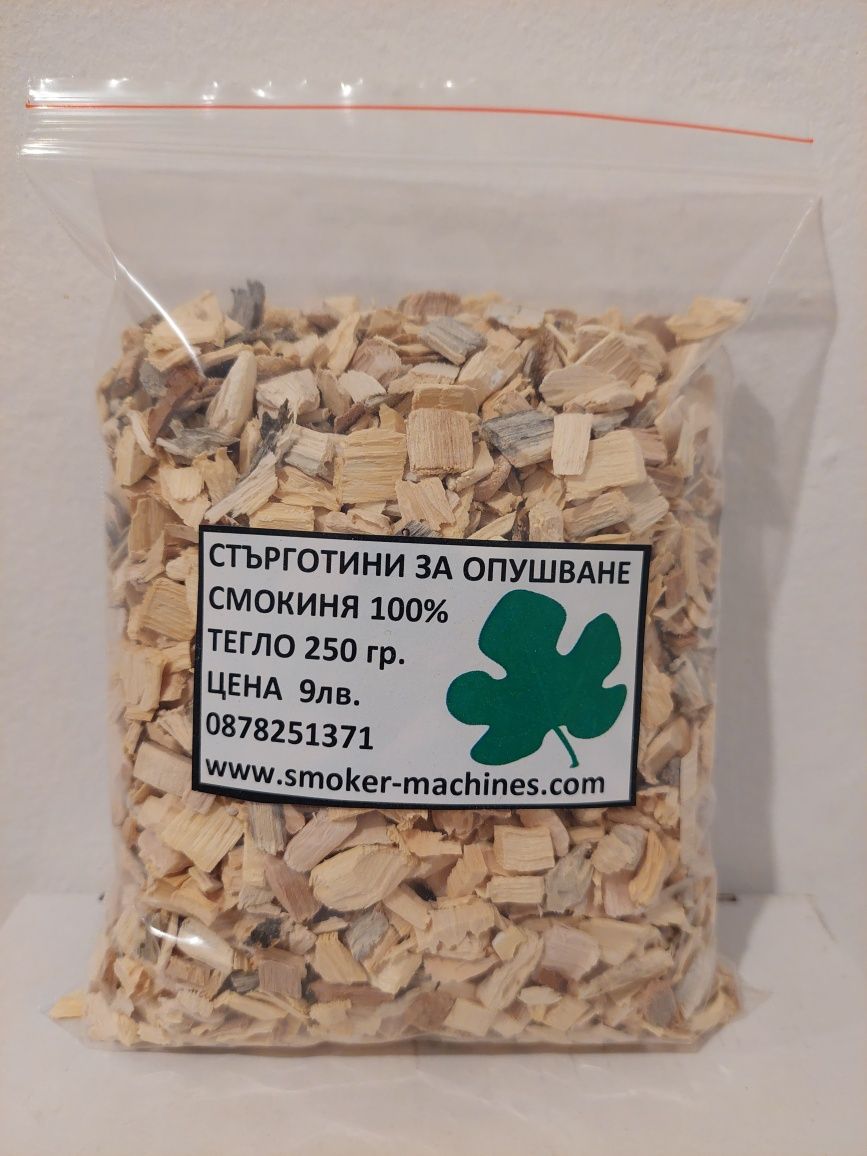 СТЪРГОТИНИ ЗА ОПУШВАНЕ
СМОКИНЯ 100%
ТЕГЛО 250 гр.
ЦЕНА 9лв.
0878251371
www.smoker-machines.com